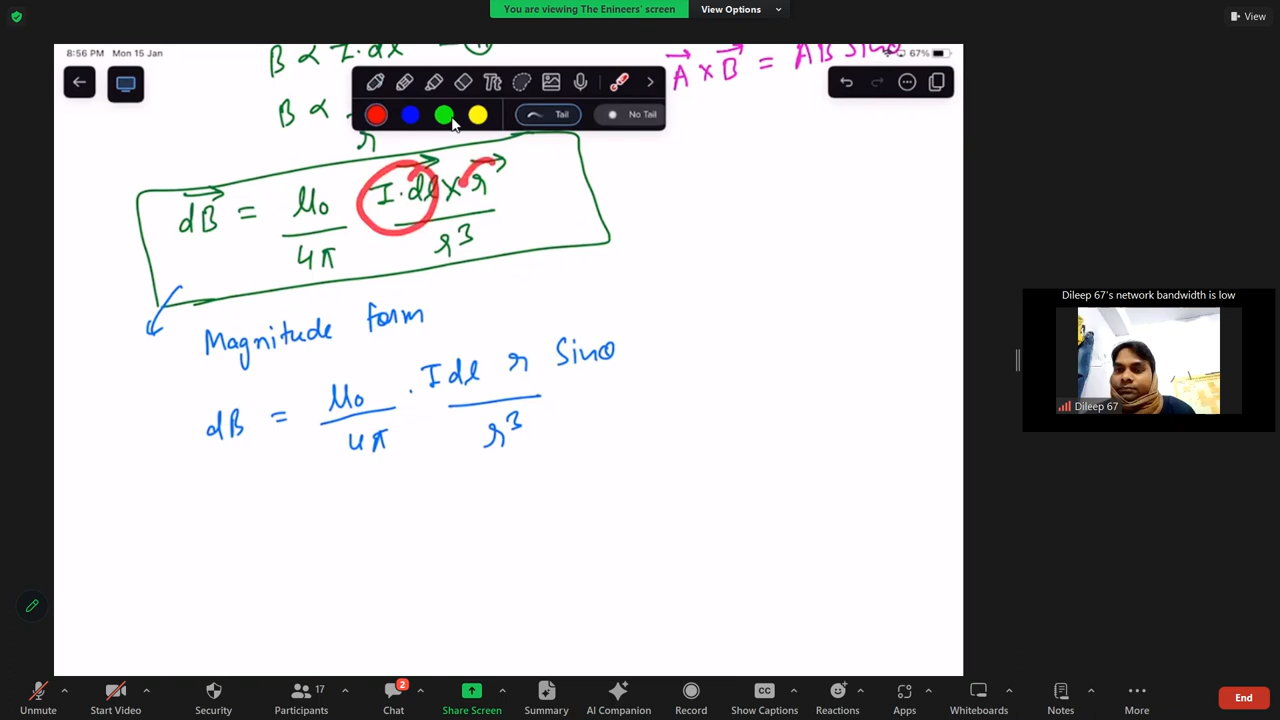 You are viewing The Enineers' screen
View Options
View
8:56 PM Mon 15 Jan
67%
B ∝ I·dl
A × B = AB Sinθ
B ∝
r
Tail
No Tail
dB = μ₀/4π I·dl × r/r³
Magnitude form
dB = μ₀/4π · Idl r Sinθ/r³
Dileep 67's network bandwidth is low
Dileep 67
Unmute
Start Video
Security
17
Participants
2
Chat
Share Screen
Summary
AI Companion
Record
CC
Show Captions
Reactions
Apps
Whiteboards
Notes
More
End